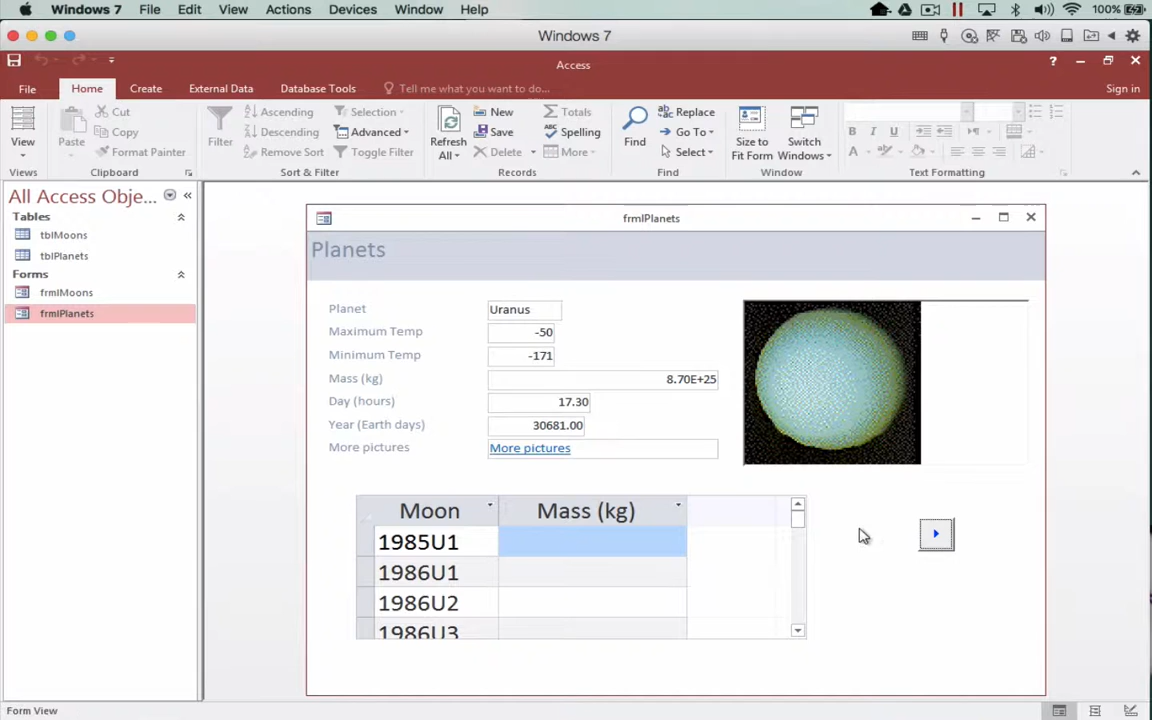 Windows 7 File Edit View Actions Devices Window Help 100%
Windows 7
Access
File Home Create External Data Database Tools Tell me what you want to do... Sign in
View Paste Cut Copy Format Painter Filter Ascending Descending Remove Sort Selection Advanced Toggle Filter Refresh All New Save Delete Totals Spelling More Find Replace Go To Select Size to Fit Form Switch Windows B I U A
Views Clipboard Sort & Filter Records Find Window Text Formatting
All Access Obje...
Tables
tblMoons
tblPlanets
Forms
frmlMoons
frmlPlanets
frmlPlanets
Planets
Planet Uranus
Maximum Temp -50
Minimum Temp -171
Mass (kg) 8.70E+25
Day (hours) 17.30
Year (Earth days) 30681.00
More pictures More pictures
Moon Mass (kg)
1985U1
1986U1
1986U2
1986U3
Form View